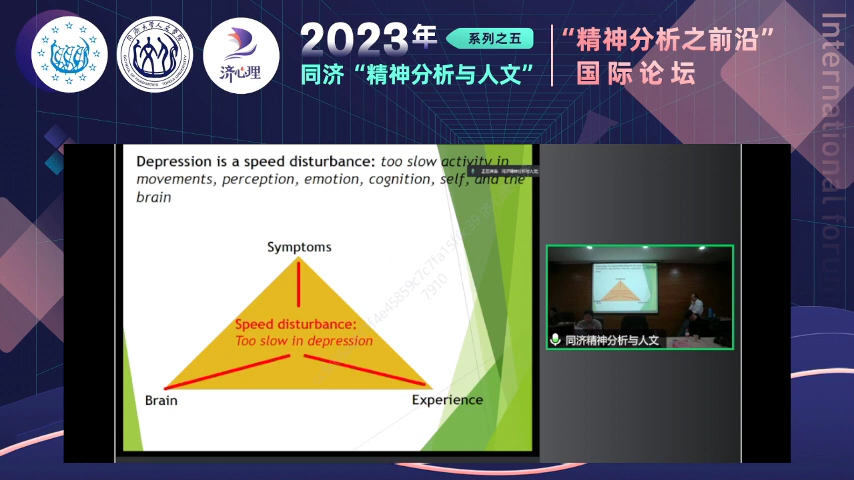 2023年
系列之五
同济“精神分析与人文”
“精神分析之前沿”
国际论坛
International forum
济心理
Depression is a speed disturbance: too slow activity in
movements, perception, emotion, cognition, self, and the
brain
Symptoms
Speed disturbance:
Too slow in depression
Brain
Experience
7910
同济精神分析与人文